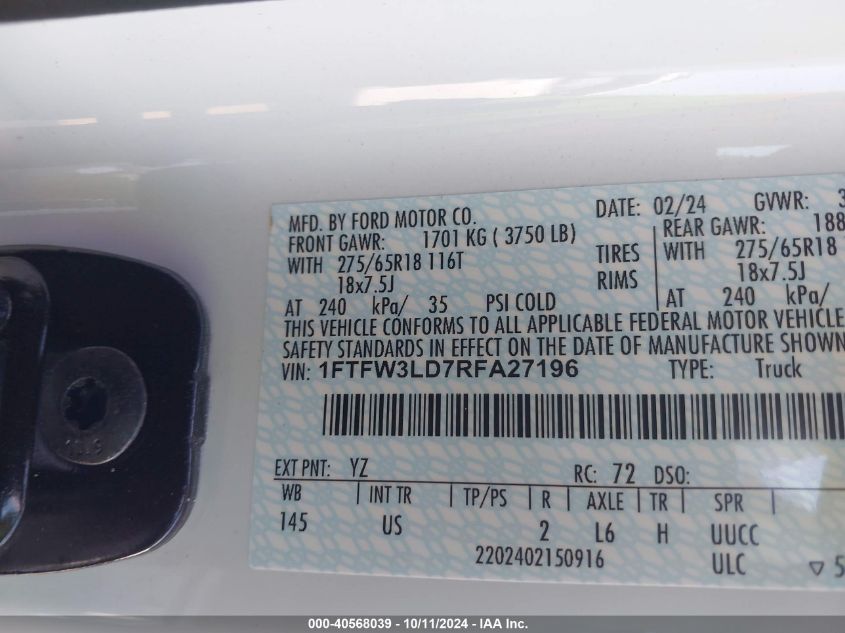 MFD. BY FORD MOTOR CO.
DATE: 02/24 GVWR: 3
FRONT GAWR: 1701 KG ( 3750 LB)
REAR GAWR: 188
WITH 275/65R18 116T TIRES WITH 275/65R18
18x7.5J RIMS 18x7.5J
AT 240 kPa/ 35 PSI COLD AT 240 kPa/
THIS VEHICLE CONFORMS TO ALL APPLICABLE FEDERAL MOTOR VEHICLE
SAFETY STANDARDS IN EFFECT ON THE DATE OF MANUFACTURE SHOWN
VIN: 1FTFW3LD7RFA27196 TYPE: Truck
EXT PNT: YZ RC: 72 DSO:
WB INT TR TP/PS R AXLE TR SPR
145 US 2 L6 H UUCC
2202402150916 ULC 5
000-40568039 - 10/11/2024 - IAA Inc.